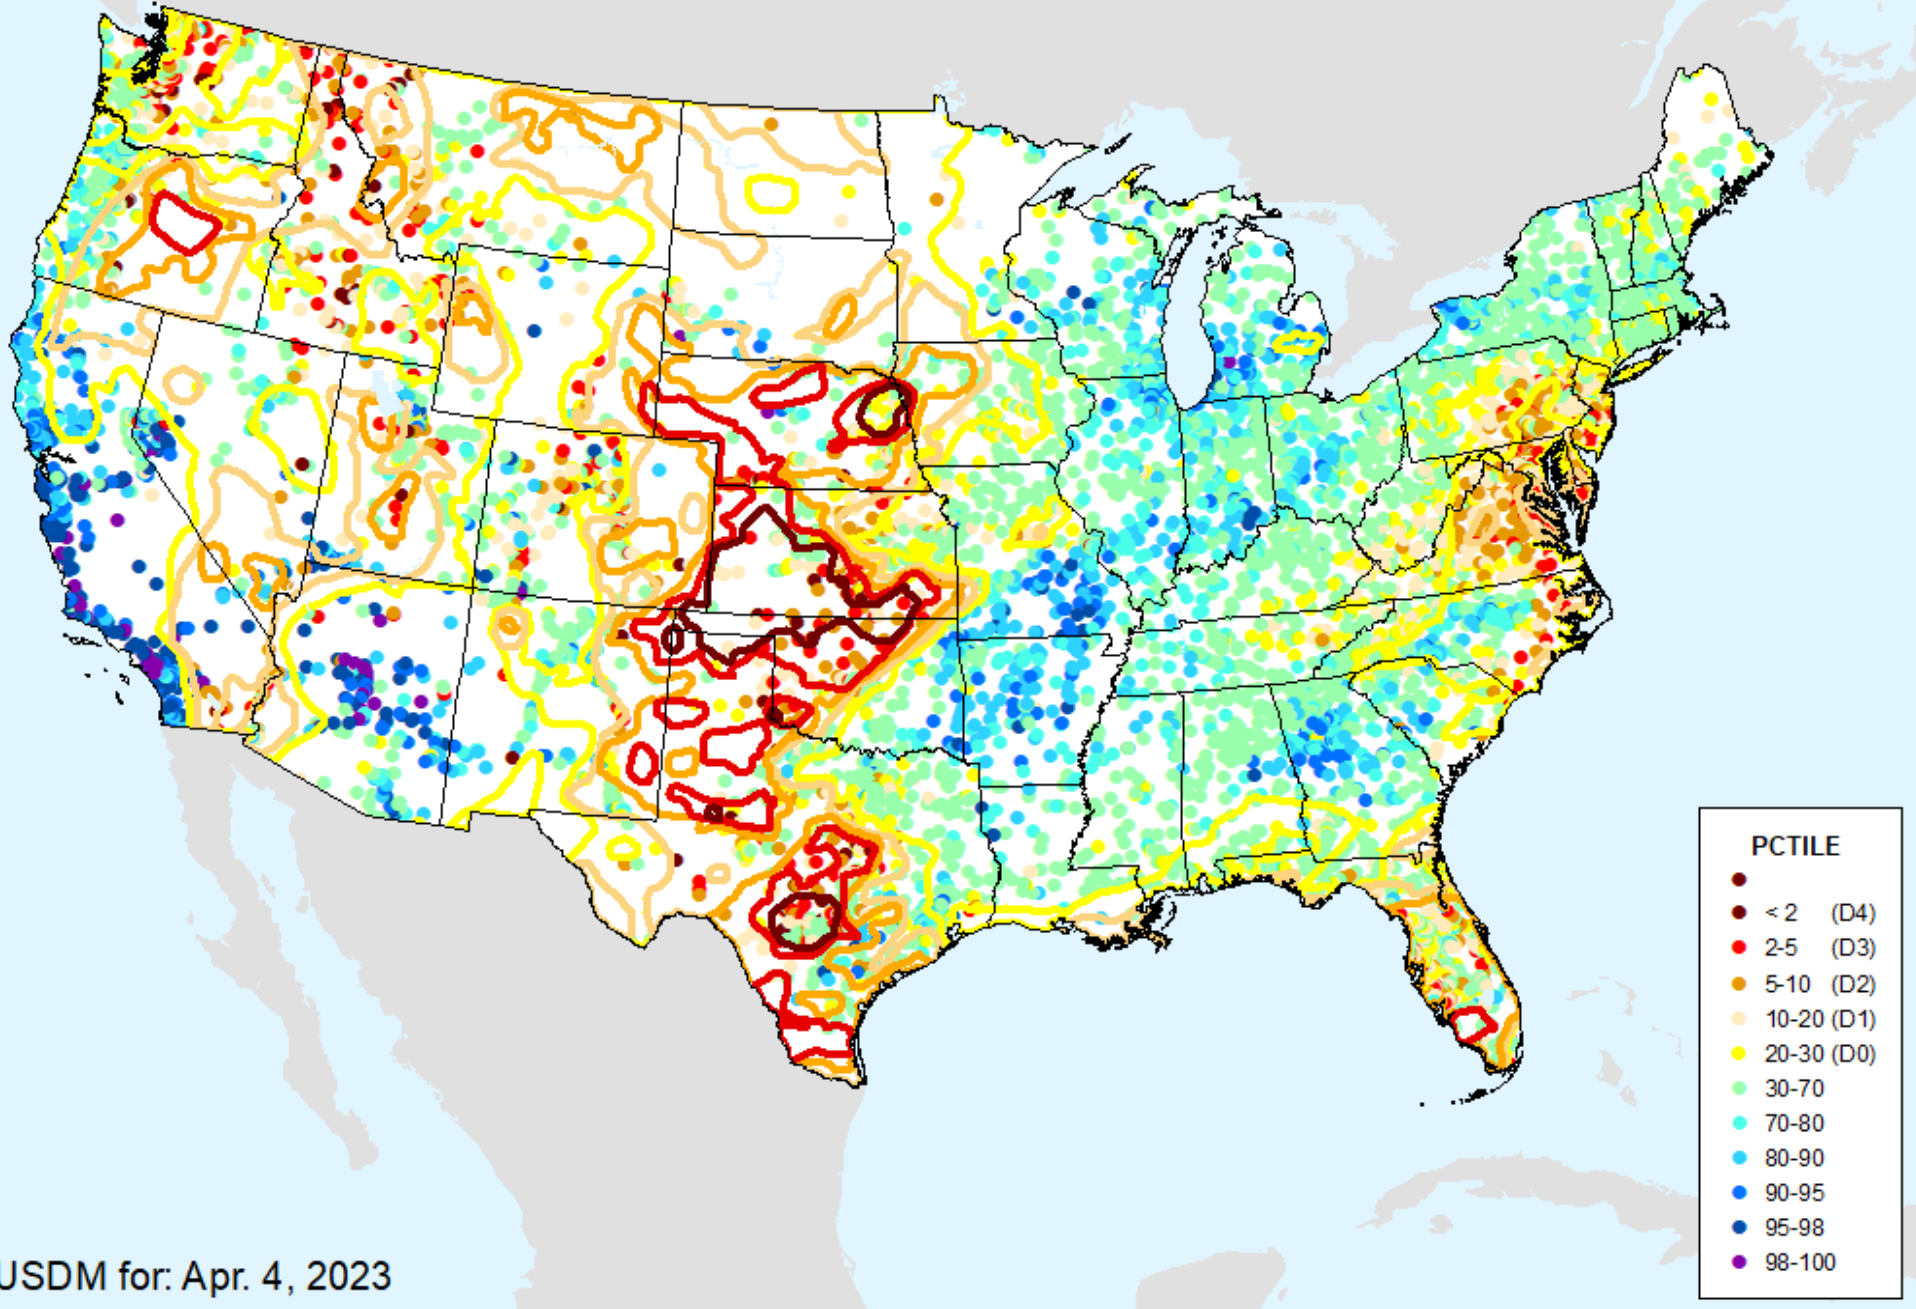 PCTILE
< 2 (D4)
2-5 (D3)
5-10 (D2)
10-20 (D1)
20-30 (D0)
30-70
70-80
80-90
90-95
95-98
98-100
USDM for: Apr. 4, 2023